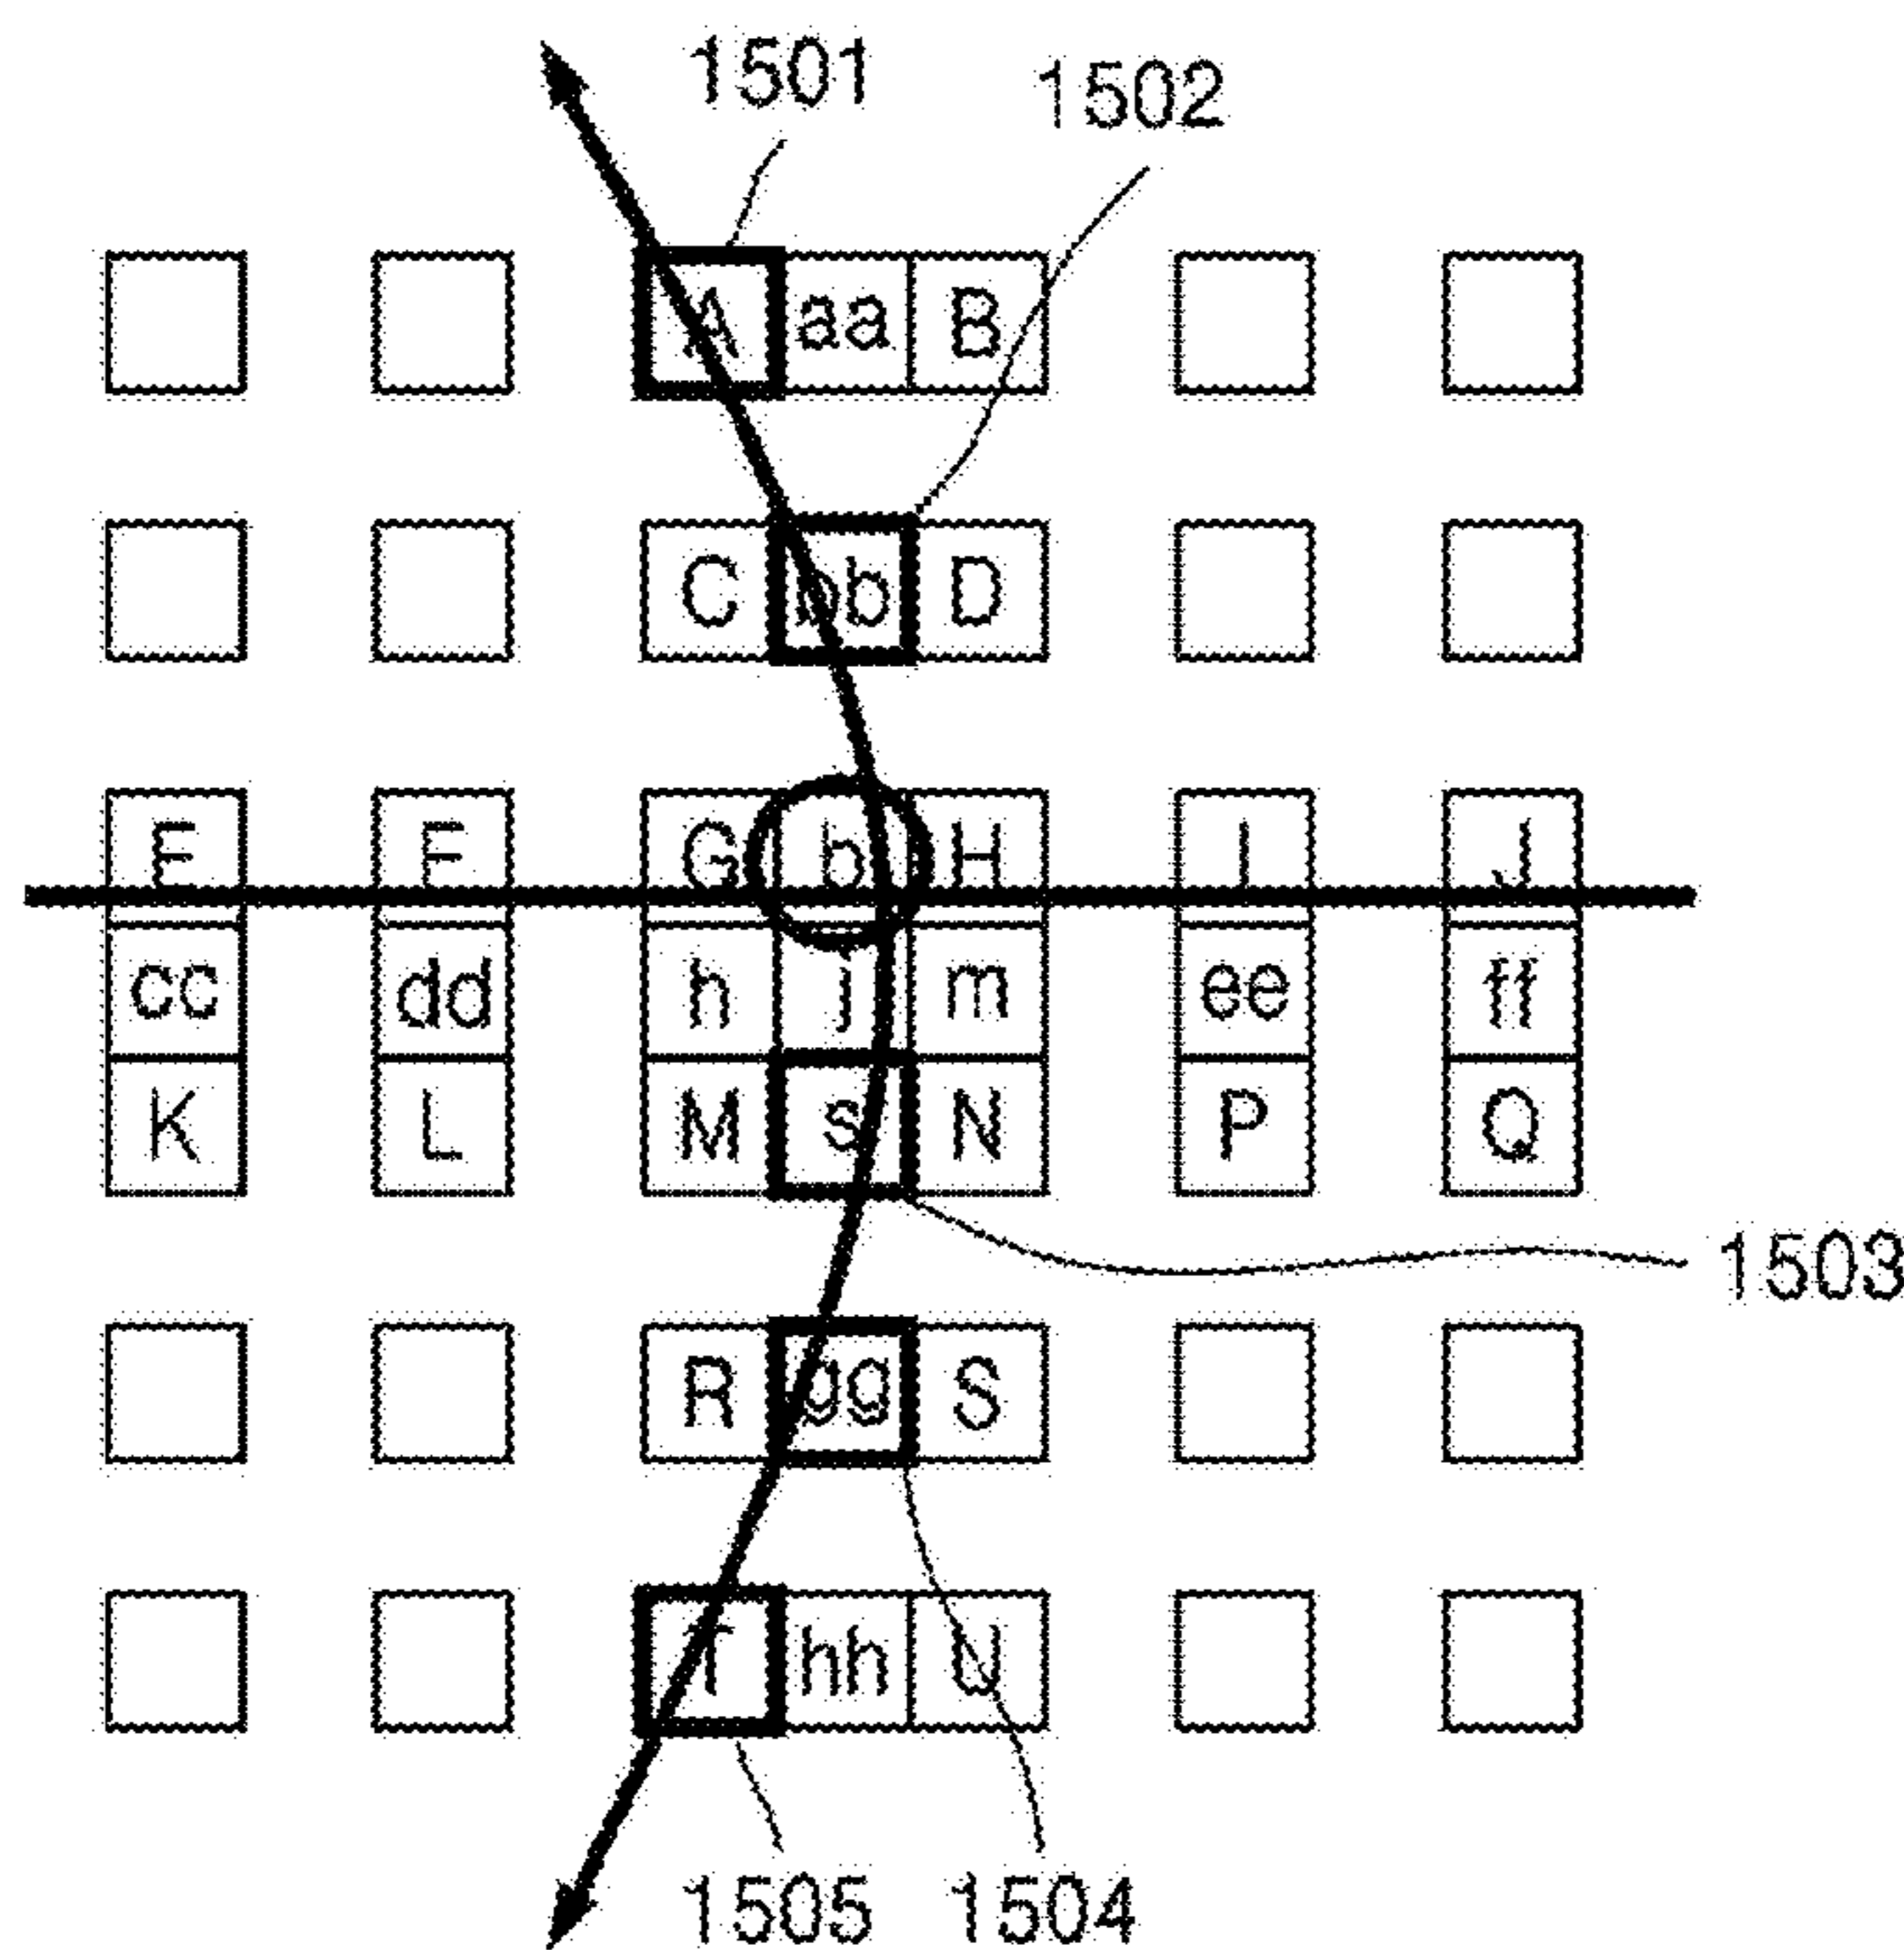 1501
1502
A aa B
C bb D
E F G b H I J
cc dd h j m ee ff
K L M s N P Q
1503
R gg S
T hh U
1505 1504